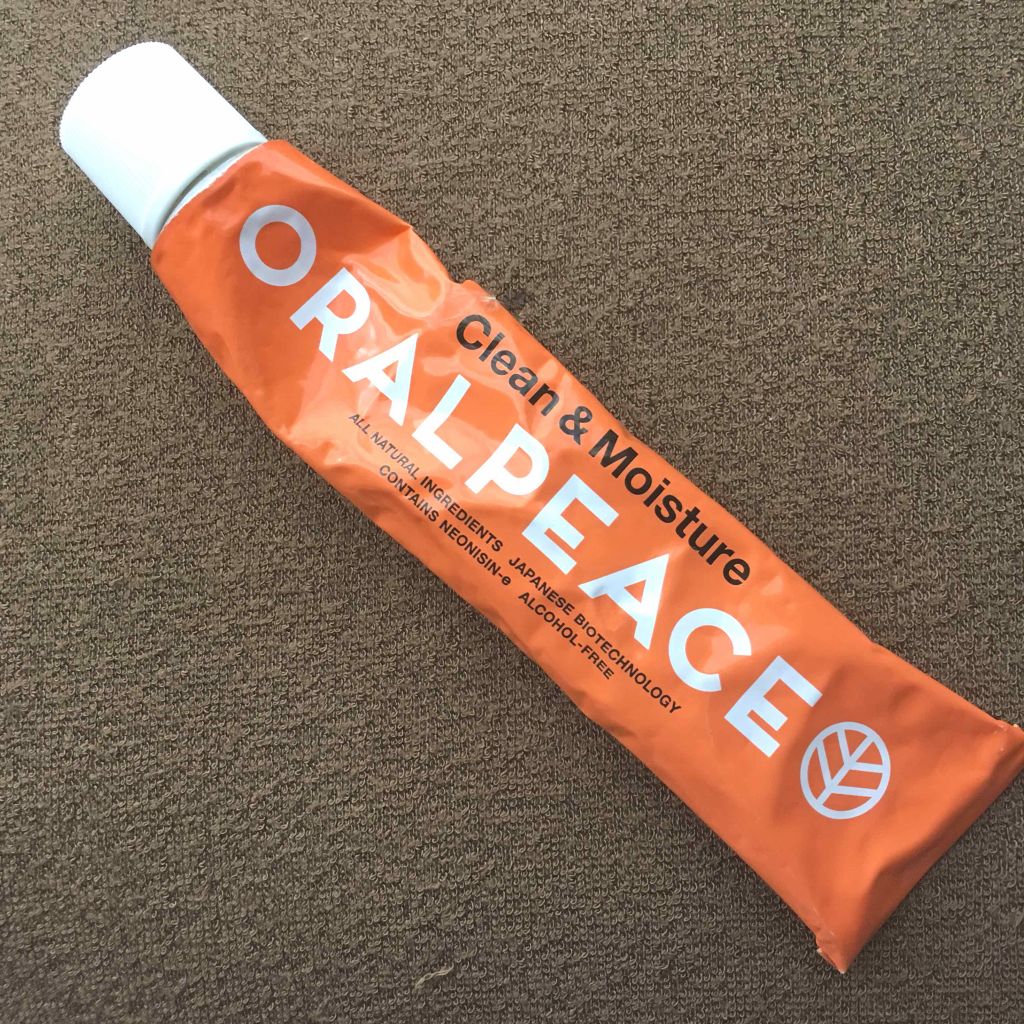 Clean & Moisture
ORALPEACE
ALL NATURAL INGREDIENTS JAPANESE BIOTECHNOLOGY
CONTAINS NEONISIN-e ALCOHOL-FREE